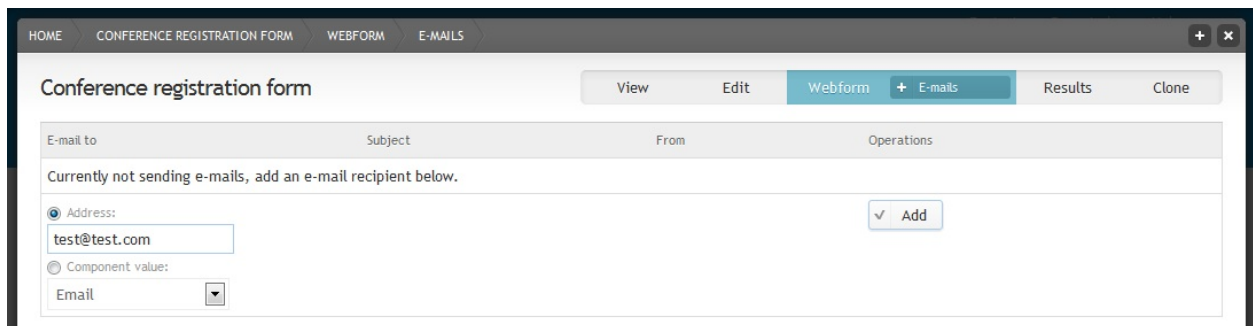 HOME CONFERENCE REGISTRATION FORM WEBFORM E-MAILS
Conference registration form View Edit Webform + E-mails Results Clone
E-mail to Subject From Operations
Currently not sending e-mails, add an e-mail recipient below.
Address: Add
test@test.com
Component value:
Email